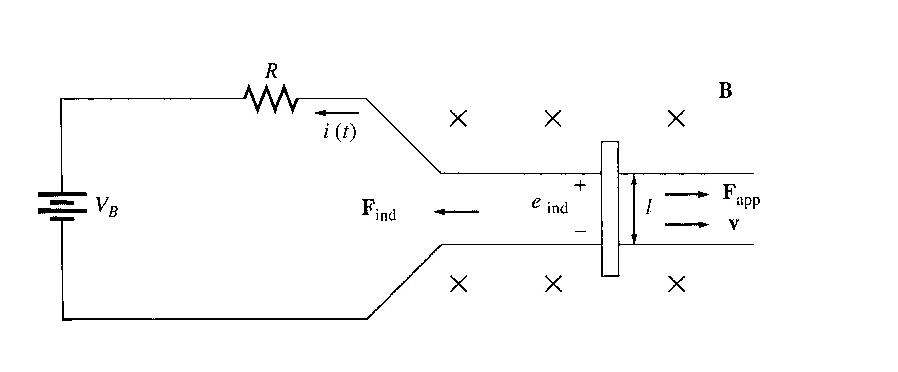 R
B
i (t)
+
V_B
F_ind
e_ind
l
F_app
v
−